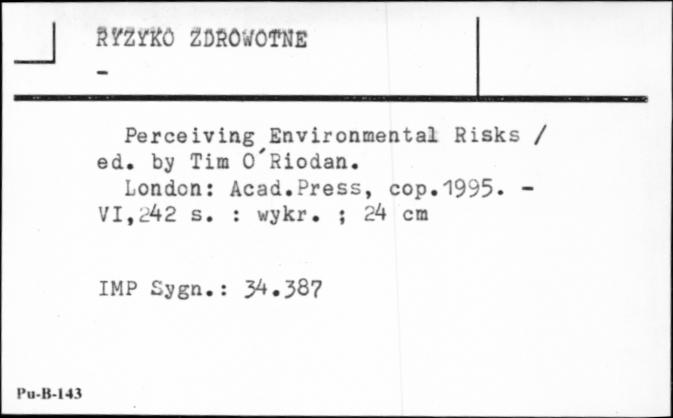 RYZYKO ZDROWOTNE
-
Perceiving Environmental Risks /
ed. by Tim O´Riodan.
London: Acad.Press, cop.1995. -
VI,242 s. : wykr. ; 24 cm
IMP Sygn.: 34.387
Pu-B-143